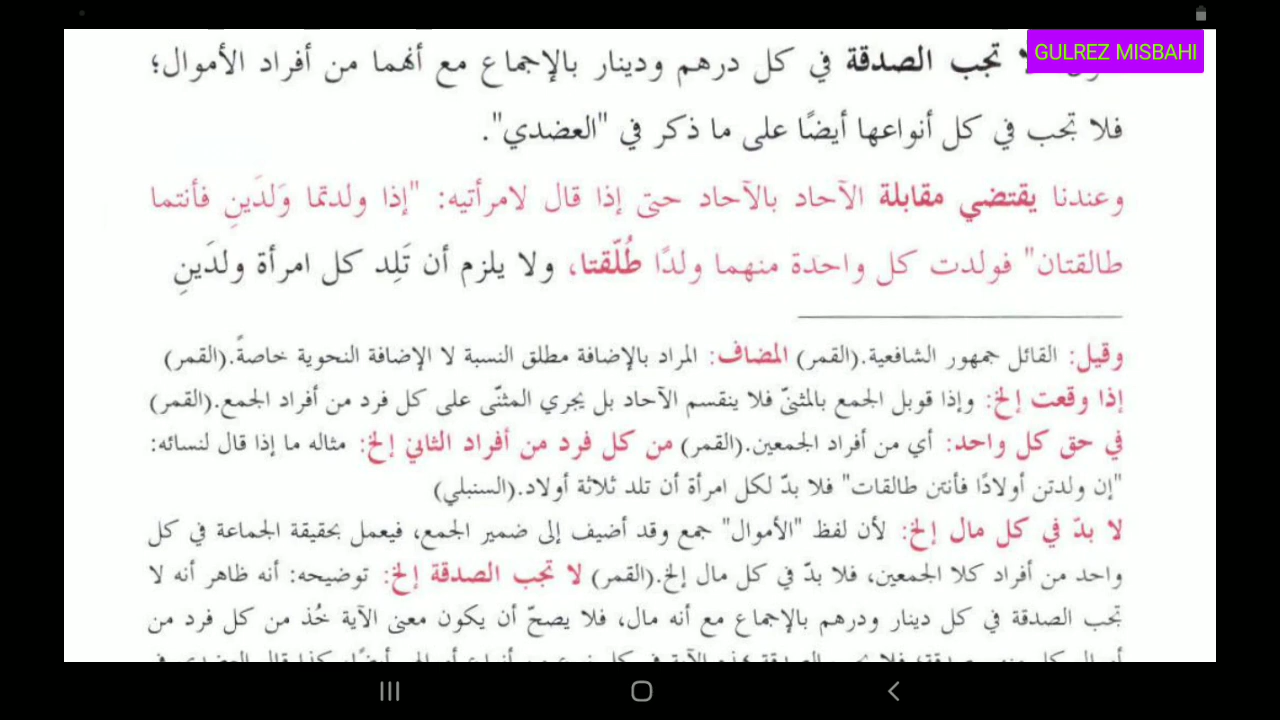 GULREZ MISBAHI
تجب الصدقة في كل درهم ودينار بالإجماع مع أنهما من أفراد الأموال؛
فلا تجب في كل أنواعها أيضًا على ما ذكر في "العضدي".
وعندنا يقتضي مقابلة الآحاد بالآحاد حتى إذا قال لامرأتيه: "إذا ولدتما وَلدَينِ فأنتما
طالقتان" فولدت كل واحدة منهما ولدًا طُلّقتا، ولا يلزم أن تَلِد كل امرأة ولدَينِ
وقيل: القائل جمهور الشافعية.(القمر) المضاف: المراد بالإضافة مطلق النسبة لا الإضافة النحوية خاصةً.(القمر)
إذا وقعت إلخ: وإذا قوبل الجمع بالمثنىّ فلا ينقسم الآحاد بل يجري المثنّى على كل فرد من أفراد الجمع.(القمر)
في حق كل واحد: أي من أفراد الجمعين.(القمر) من كل فرد من أفراد الثاني إلخ: مثاله ما إذا قال لنسائه:
"إن ولدتن أولادًا فأنتن طالقات" فلا بدّ لكل امرأة أن تلد ثلاثة أولاد.(السنبلي)
لا بدّ في كل مال إلخ: لأن لفظ "الأموال" جمع وقد أضيف إلى ضمير الجمع، فيعمل بحقيقة الجماعة في كل
واحد من أفراد كلا الجمعين، فلا بدّ في كل مال إلخ.(القمر) لا تجب الصدقة إلخ: توضيحه: أنه ظاهر أنه لا
تجب الصدقة في كل دينار ودرهم بالإجماع مع أنه مال، فلا يصحّ أن يكون معنى الآية خُذ من كل فرد من